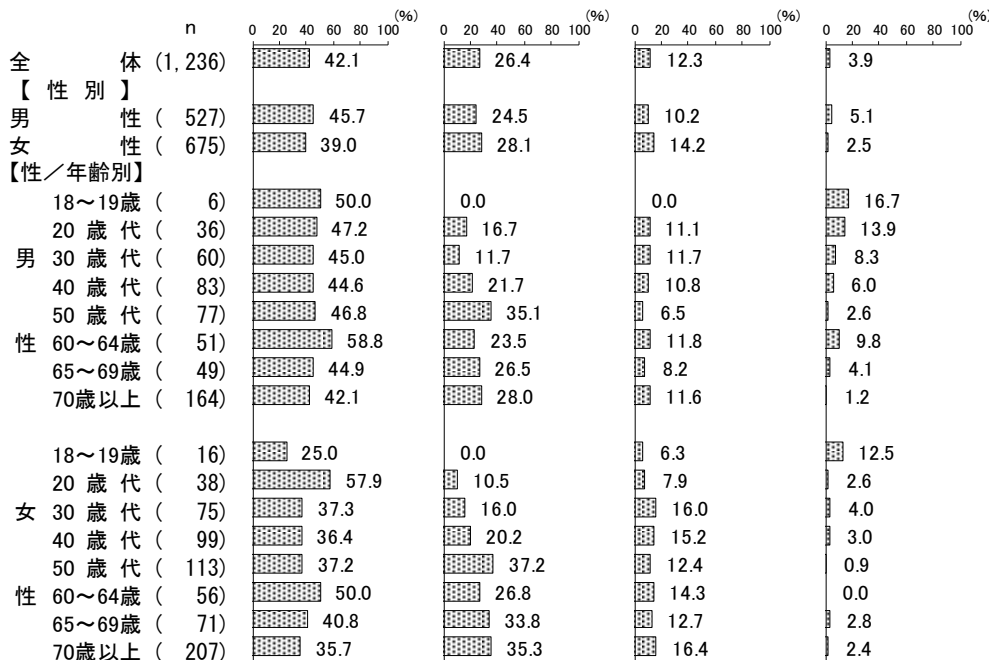 (%) (%) (%) (%)
n 0 20 40 60 80 100 0 20 40 60 80 100 0 20 40 60 80 100 0 20 40 60 80 100
全 体 (1,236) 42.1 26.4 12.3 3.9
【 性 別 】
男 性 ( 527) 45.7 24.5 10.2 5.1
女 性 ( 675) 39.0 28.1 14.2 2.5
【性／年齢別】
18～19歳 ( 6) 50.0 0.0 0.0 16.7
20 歳 代 ( 36) 47.2 16.7 11.1 13.9
男 30 歳 代 ( 60) 45.0 11.7 11.7 8.3
40 歳 代 ( 83) 44.6 21.7 10.8 6.0
50 歳 代 ( 77) 46.8 35.1 6.5 2.6
性 60～64歳 ( 51) 58.8 23.5 11.8 9.8
65～69歳 ( 49) 44.9 26.5 8.2 4.1
70歳以上 ( 164) 42.1 28.0 11.6 1.2
18～19歳 ( 16) 25.0 0.0 6.3 12.5
20 歳 代 ( 38) 57.9 10.5 7.9 2.6
女 30 歳 代 ( 75) 37.3 16.0 16.0 4.0
40 歳 代 ( 99) 36.4 20.2 15.2 3.0
50 歳 代 ( 113) 37.2 37.2 12.4 0.9
性 60～64歳 ( 56) 50.0 26.8 14.3 0.0
65～69歳 ( 71) 40.8 33.8 12.7 2.8
70歳以上 ( 207) 35.7 35.3 16.4 2.4